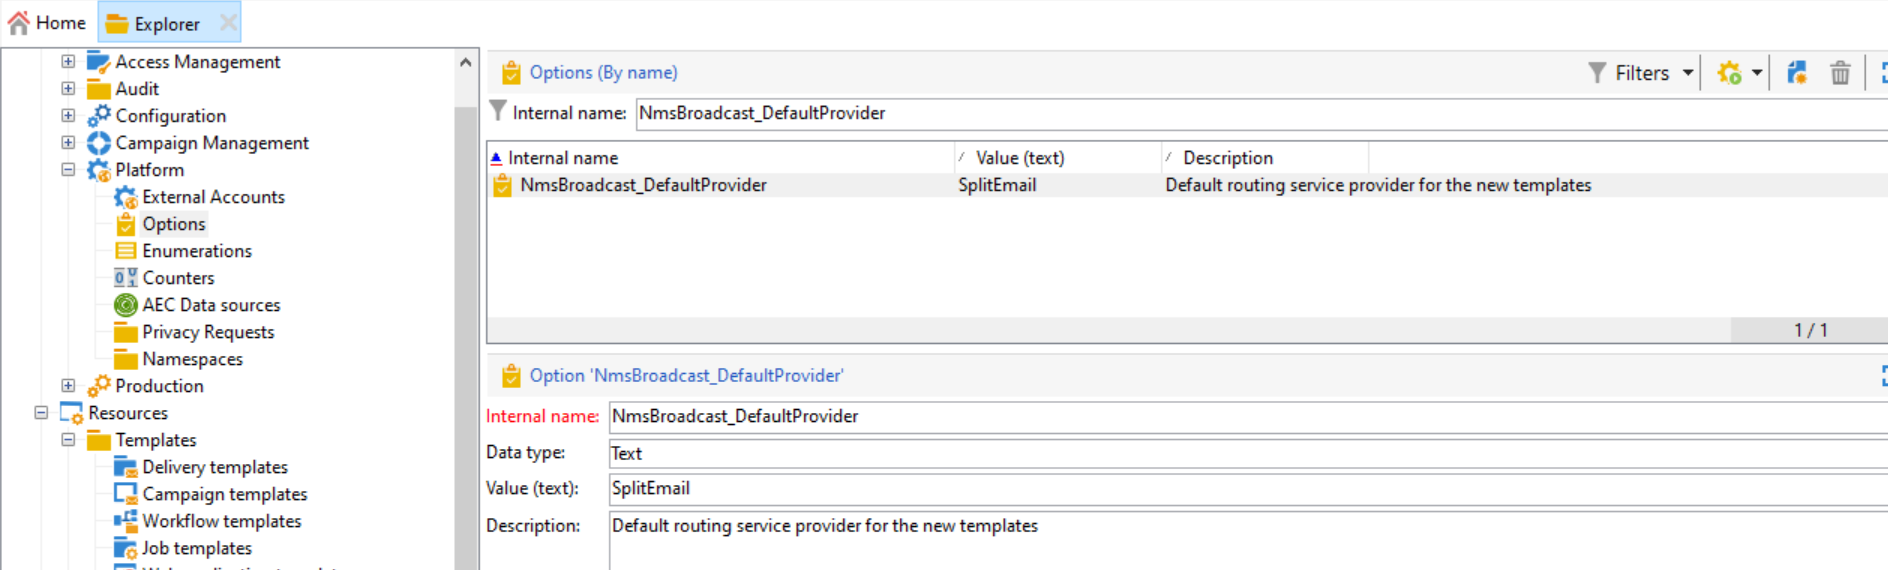 Home
Explorer
Access Management
Audit
Configuration
Campaign Management
Platform
External Accounts
Options
Enumerations
Counters
AEC Data sources
Privacy Requests
Namespaces
Production
Resources
Templates
Delivery templates
Campaign templates
Workflow templates
Job templates
Options (By name)
Filters
Internal name: NmsBroadcast_DefaultProvider
Internal name Value (text) Description
NmsBroadcast_DefaultProvider SplitEmail Default routing service provider for the new templates
1 / 1
Option 'NmsBroadcast_DefaultProvider'
Internal name: NmsBroadcast_DefaultProvider
Data type: Text
Value (text): SplitEmail
Description: Default routing service provider for the new templates